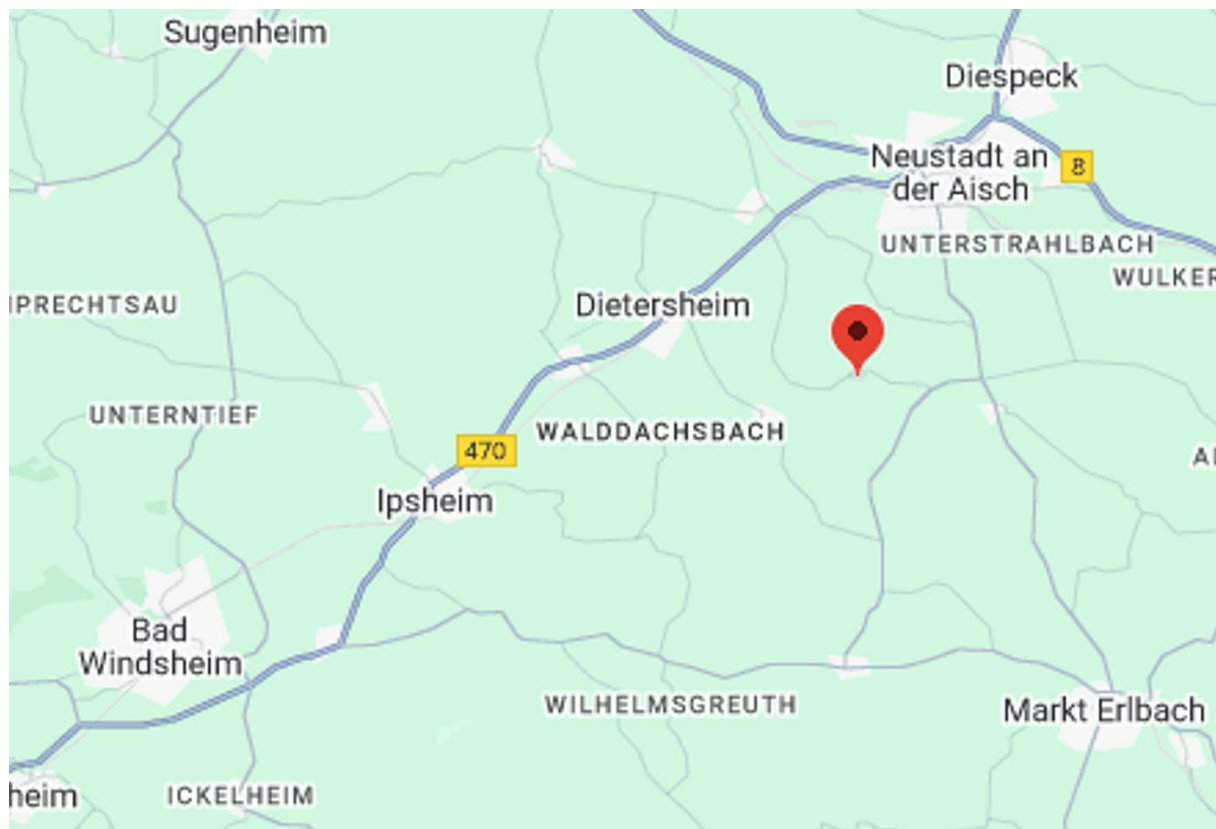 Sugenheim
Diespeck
Neustadt an
der Aisch
8
UNTERSTRAHLBACH
WULKER
IPRECHTSAU
Dietersheim
UNTERNTIEF
WALDDACHSBACH
470
Ipsheim
Bad
Windsheim
WILHELMSGREUTH
Markt Erlbach
heim
ICKELHEIM